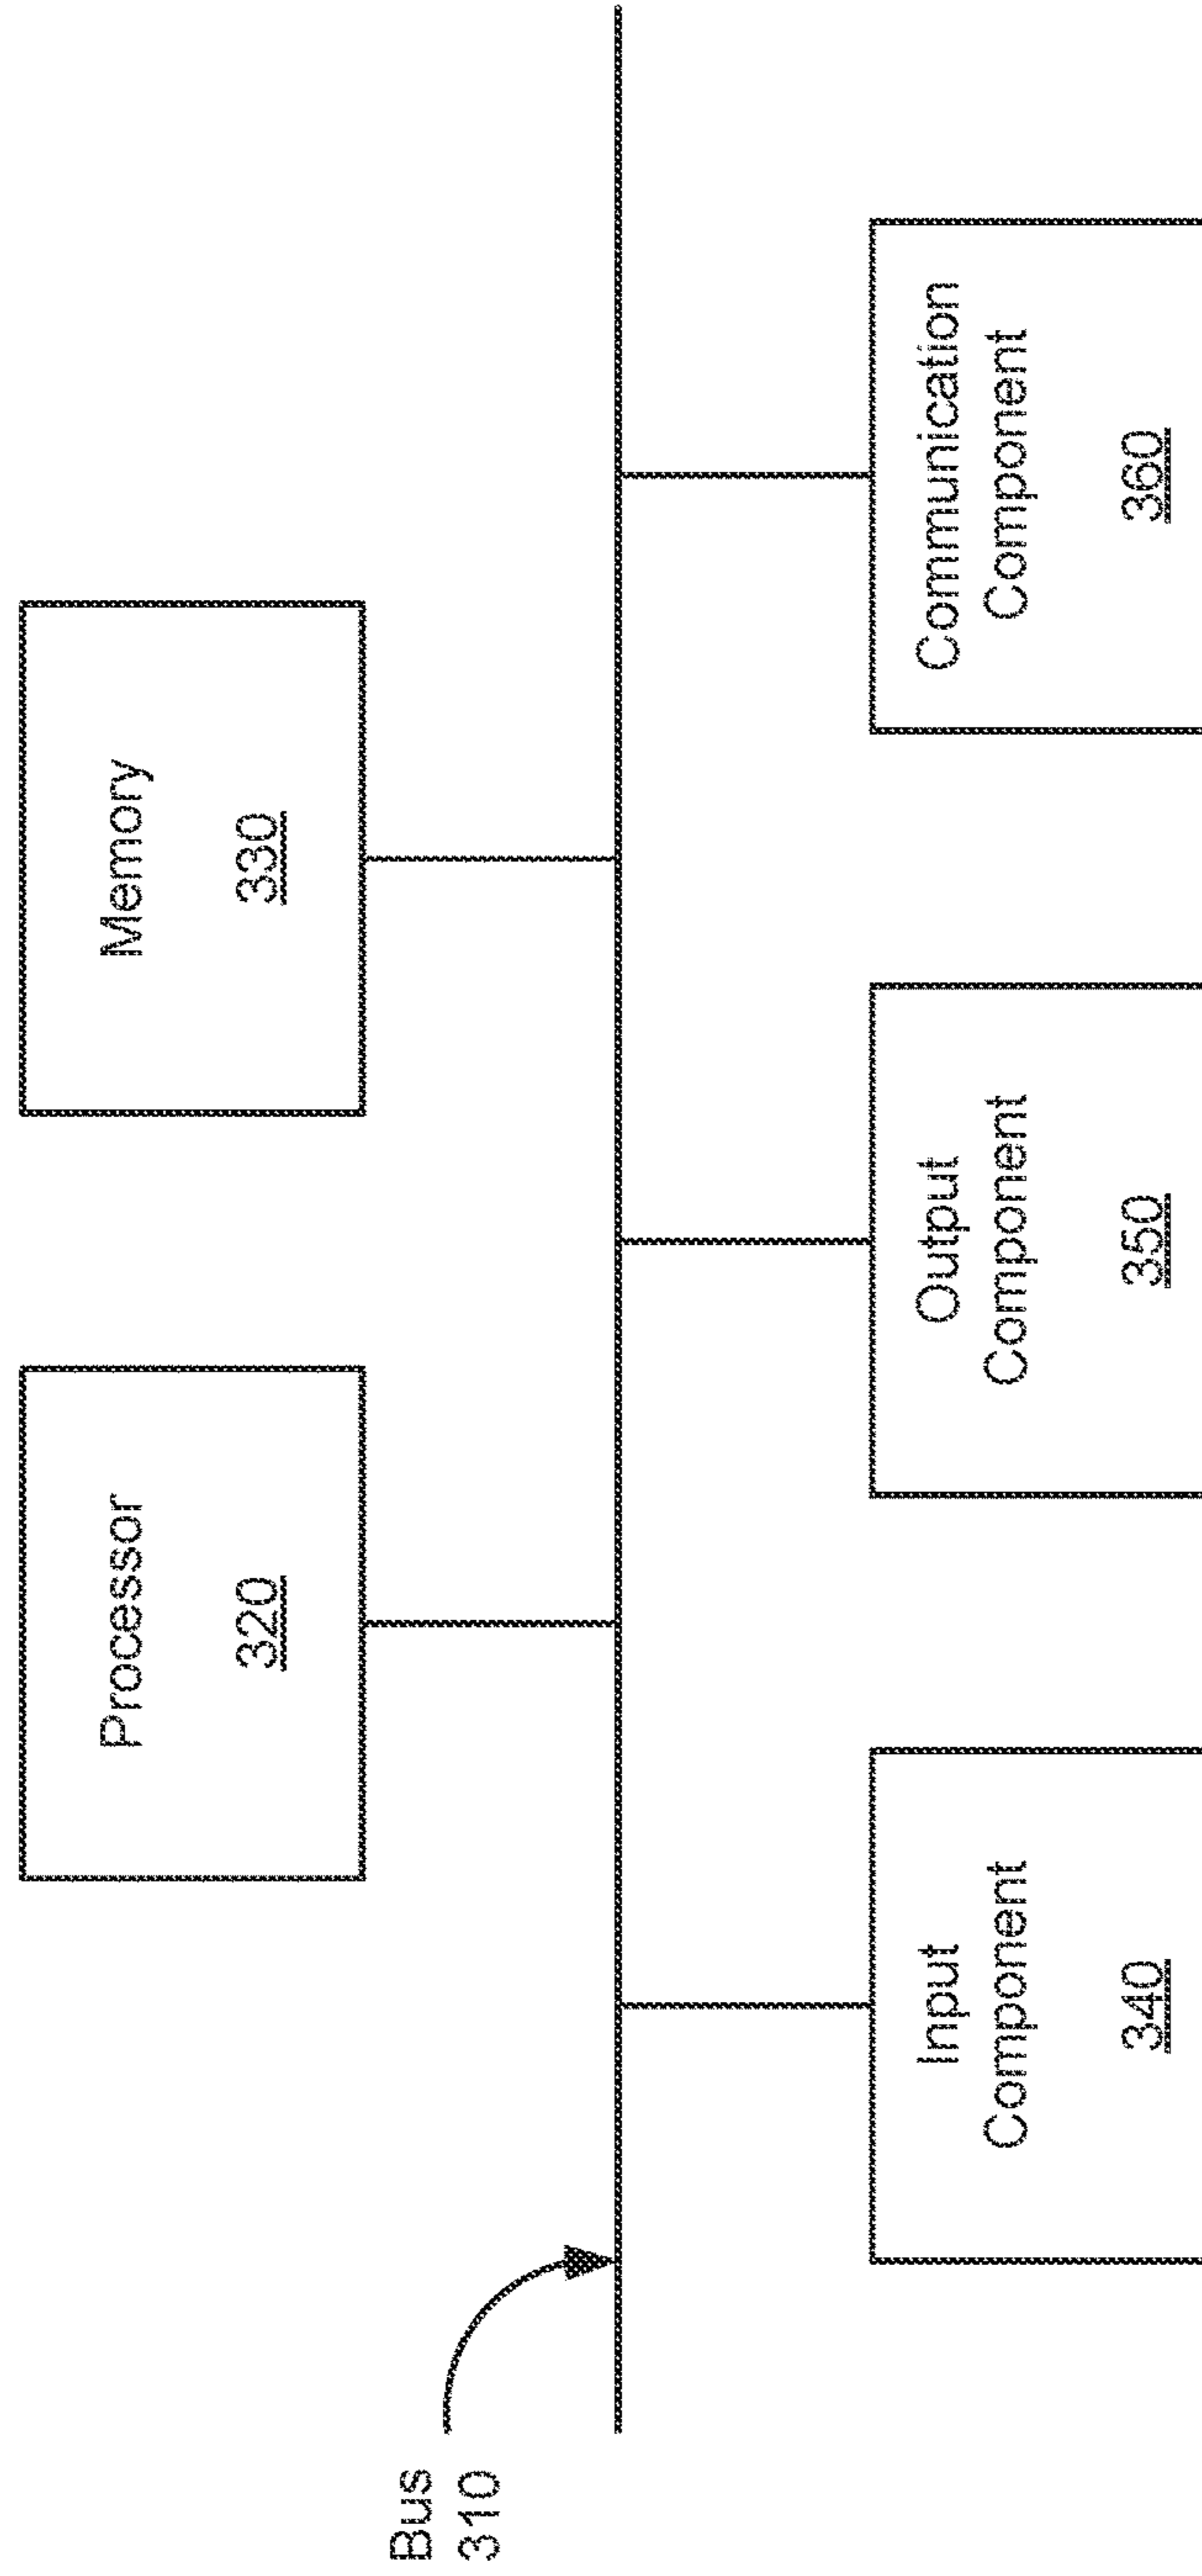 Bus
310
Processor
320
Memory
330
Input
Component
340
Output
Component
350
Communication
Component
360